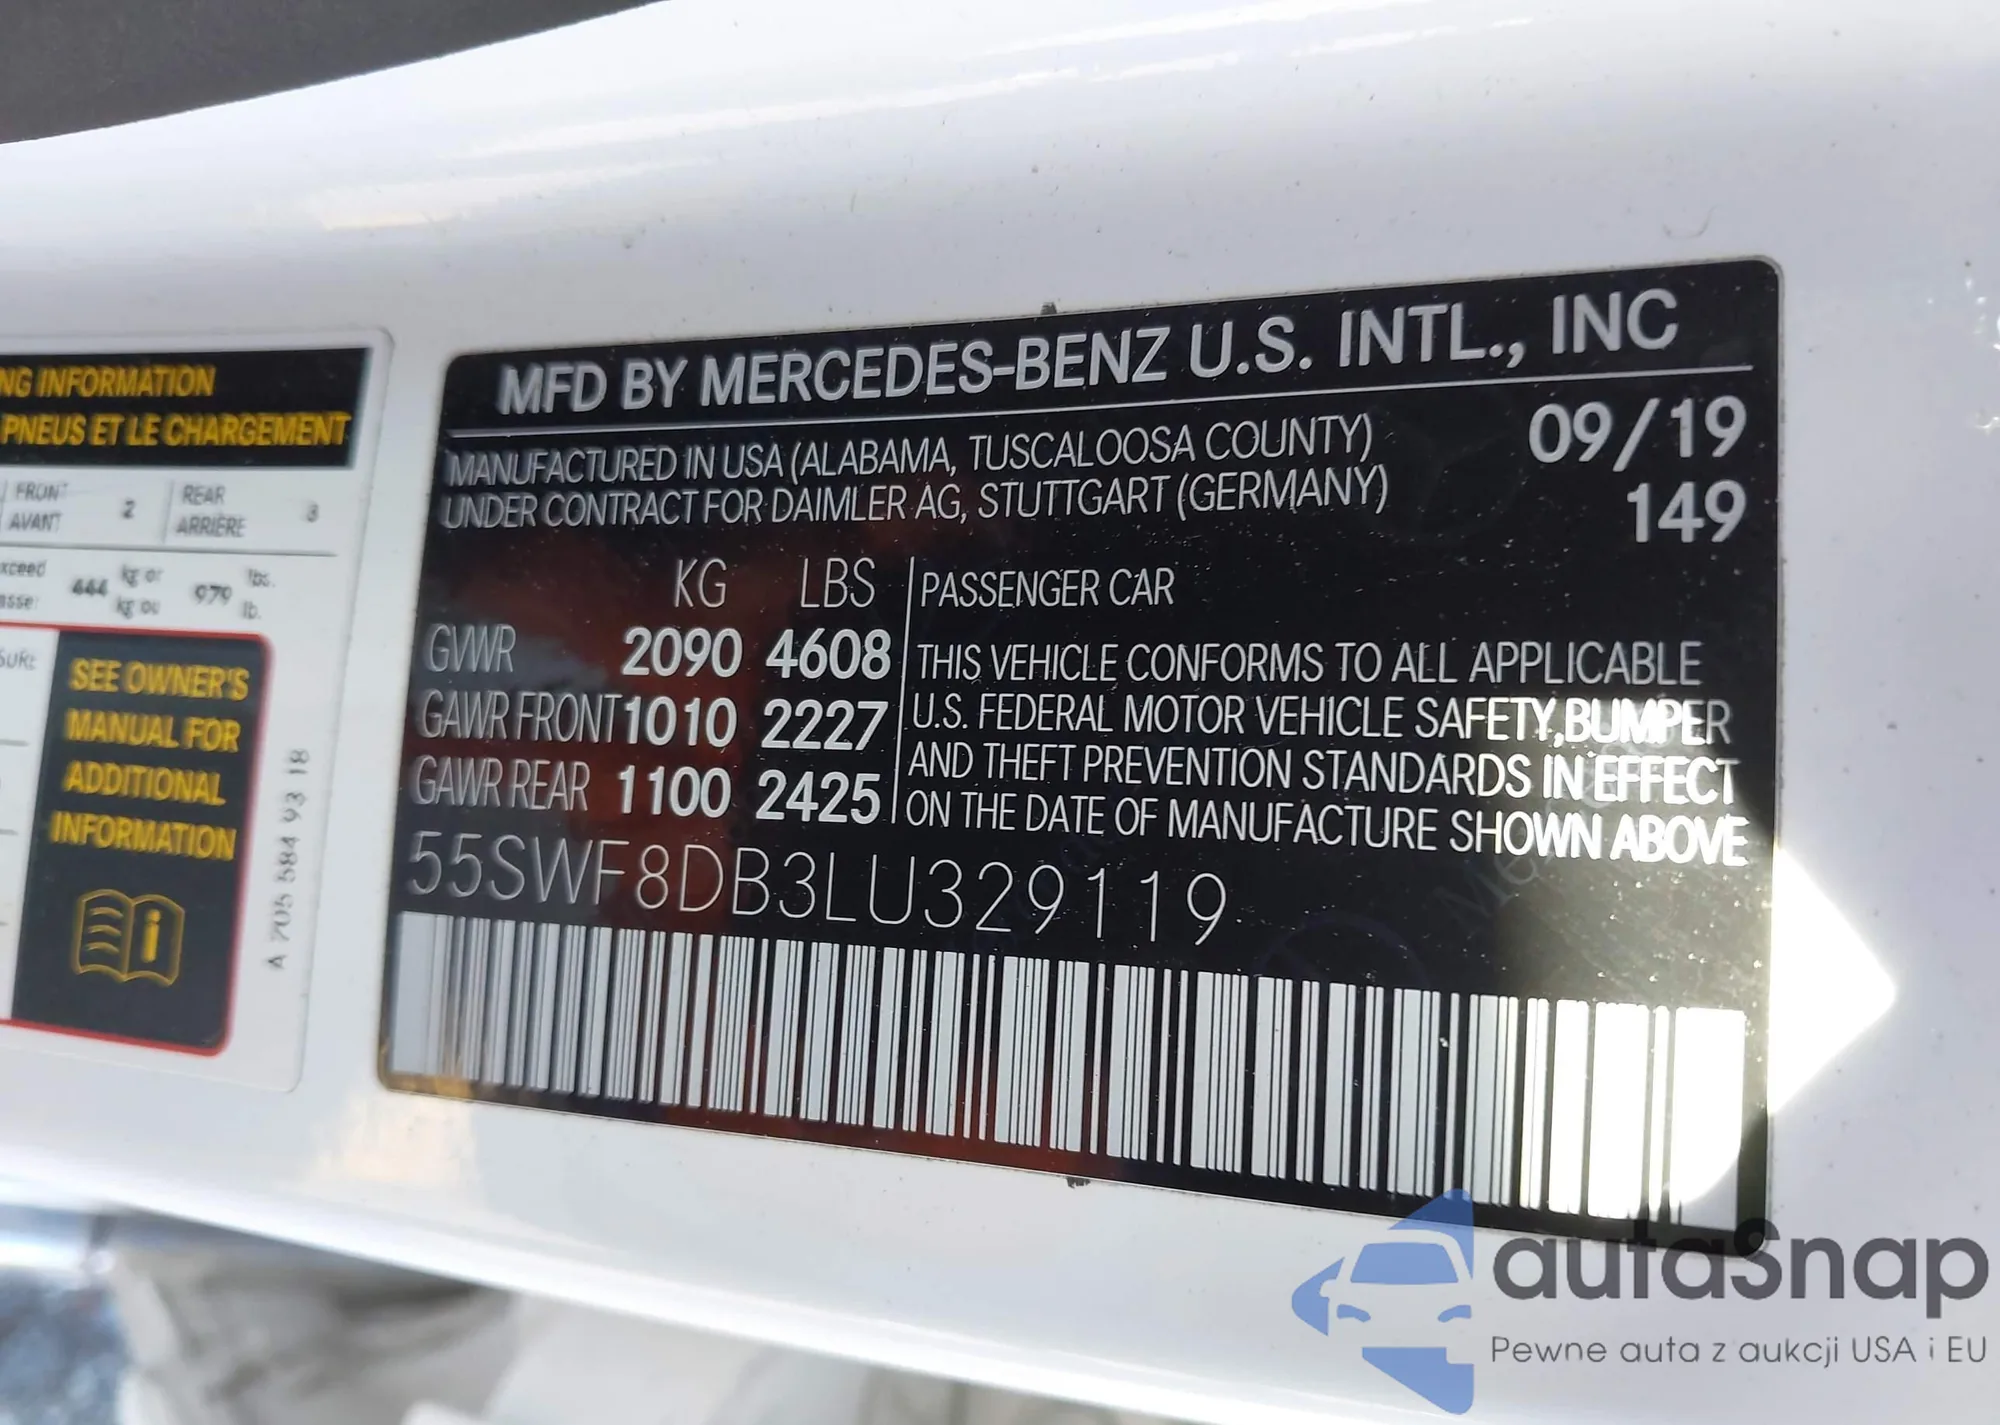 NG INFORMATION
PNEUS ET LE CHARGEMENT
FRONT 2 REAR 3
AVANT ARRIÈRE
xceed 444 kg or 979 lbs.
asse: kg ou lb.
SURE
SEE OWNER'S
MANUAL FOR
ADDITIONAL
INFORMATION
i
A 205 584 93 18
MFD BY MERCEDES-BENZ U.S. INTL., INC
MANUFACTURED IN USA (ALABAMA, TUSCALOOSA COUNTY) 09/19
UNDER CONTRACT FOR DAIMLER AG, STUTTGART (GERMANY) 149
KG LBS PASSENGER CAR
GVWR 2090 4608 THIS VEHICLE CONFORMS TO ALL APPLICABLE
GAWR FRONT 1010 2227 U.S. FEDERAL MOTOR VEHICLE SAFETY,BUMPER
GAWR REAR 1100 2425 AND THEFT PREVENTION STANDARDS IN EFFECT
ON THE DATE OF MANUFACTURE SHOWN ABOVE
55SWF8DB3LU329119
autaSnap
Pewne auta z aukcji USA i EU